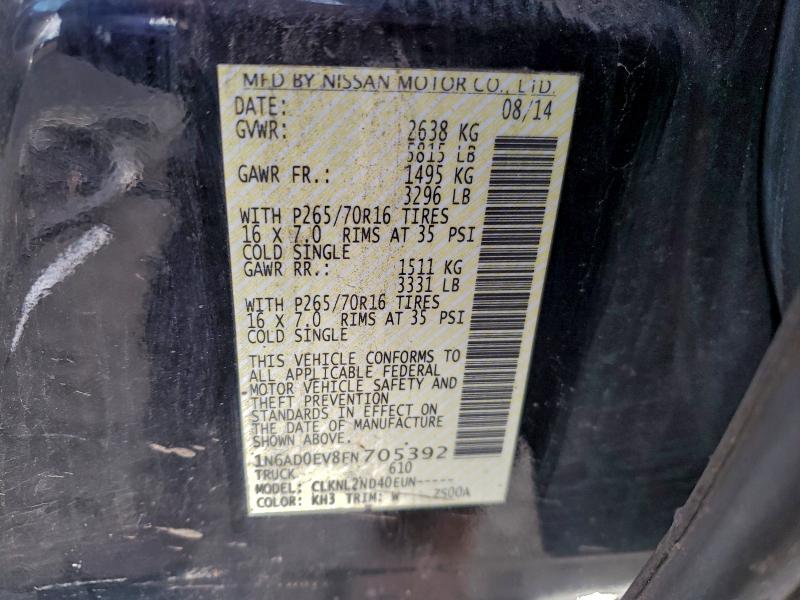 MFD BY NISSAN MOTOR CO., LTD.
DATE: 08/14
GVWR: 2638 KG
5815 LB
GAWR FR.: 1495 KG
3296 LB
WITH P265/70R16 TIRES
16 X 7.0 RIMS AT 35 PSI
COLD SINGLE
GAWR RR.: 1511 KG
3331 LB
WITH P265/70R16 TIRES
16 X 7.0 RIMS AT 35 PSI
COLD SINGLE
THIS VEHICLE CONFORMS TO
ALL APPLICABLE FEDERAL
MOTOR VEHICLE SAFETY AND
THEFT PREVENTION
STANDARDS IN EFFECT ON
THE DATE OF MANUFACTURE
SHOWN ABOVE.
1N6AD0EV8FN705392
TRUCK 610
MODEL: CLKNL2ND40EUN-----
COLOR: KH3 TRIM: W ZS00A